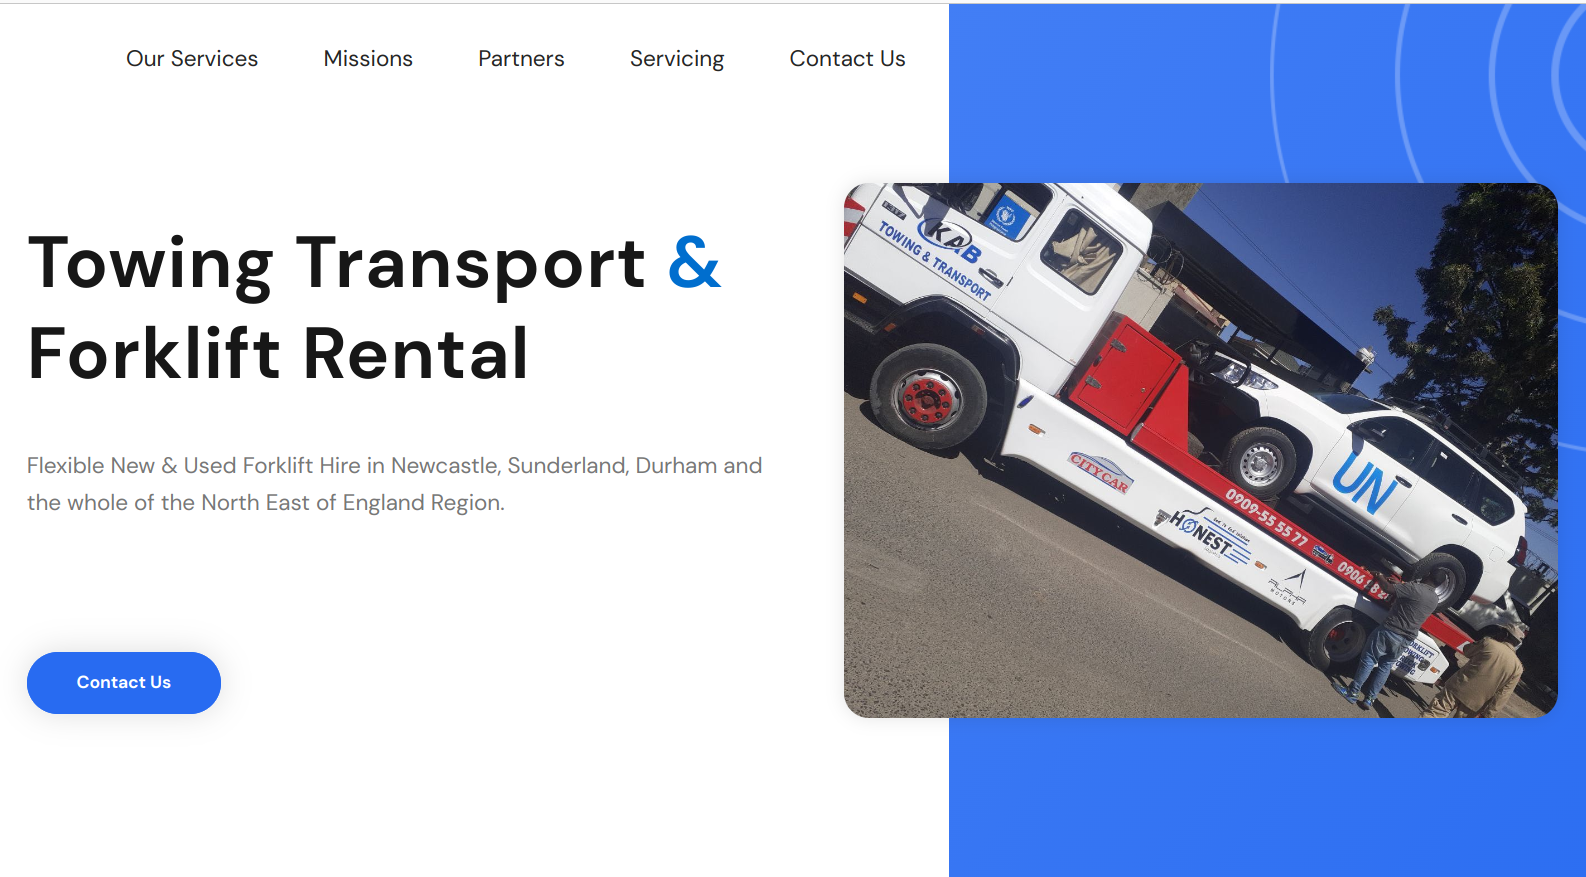 Our Services Missions Partners Servicing Contact Us
Towing Transport &
Forklift Rental
Flexible New & Used Forklift Hire in Newcastle, Sunderland, Durham and
the whole of the North East of England Region.
Contact Us
KAB
TOWING & TRANSPORT
CITY CAR
HONEST
ALPHA
MOTORS
0909-55 55 77
0906
UN